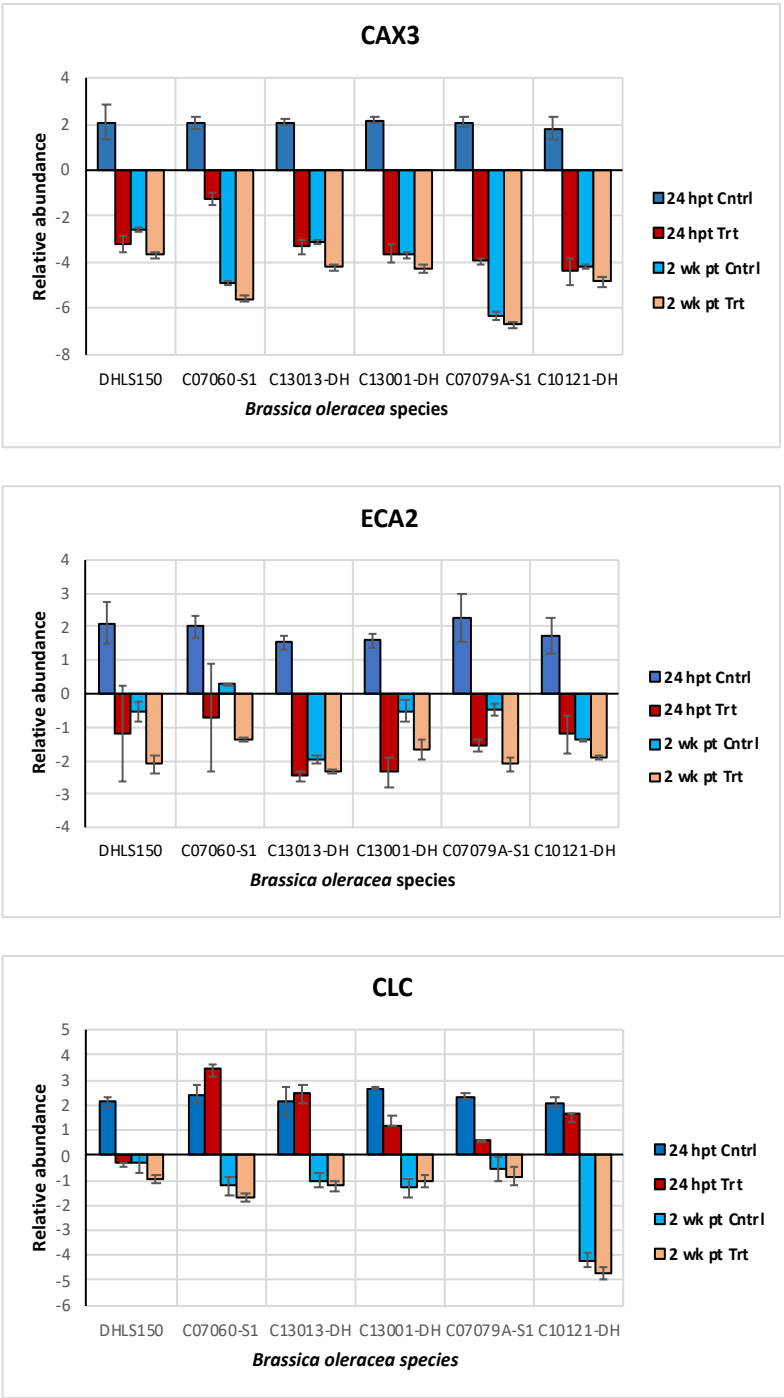 CAX3
4
2
0
-2
-4
-6
-8
Relative abundance
DHLS150 C07060-S1 C13013-DH C13001-DH C07079A-S1 C10121-DH
Brassica oleracea species
24 hpt Cntrl
24 hpt Trt
2 wk pt Cntrl
2 wk pt Trt
ECA2
4
3
2
1
0
-1
-2
-3
-4
Relative abundance
DHLS150 C07060-S1 C13013-DH C13001-DH C07079A-S1 C10121-DH
Brassica oleracea species
24 hpt Cntrl
24 hpt Trt
2 wk pt Cntrl
2 wk pt Trt
CLC
5
4
3
2
1
0
-1
-2
-3
-4
-5
-6
Relative abundance
DHLS150 C07060-S1 C13013-DH C13001-DH C07079A-S1 C10121-DH
Brassica oleracea species
24 hpt Cntrl
24 hpt Trt
2 wk pt Cntrl
2 wk pt Trt